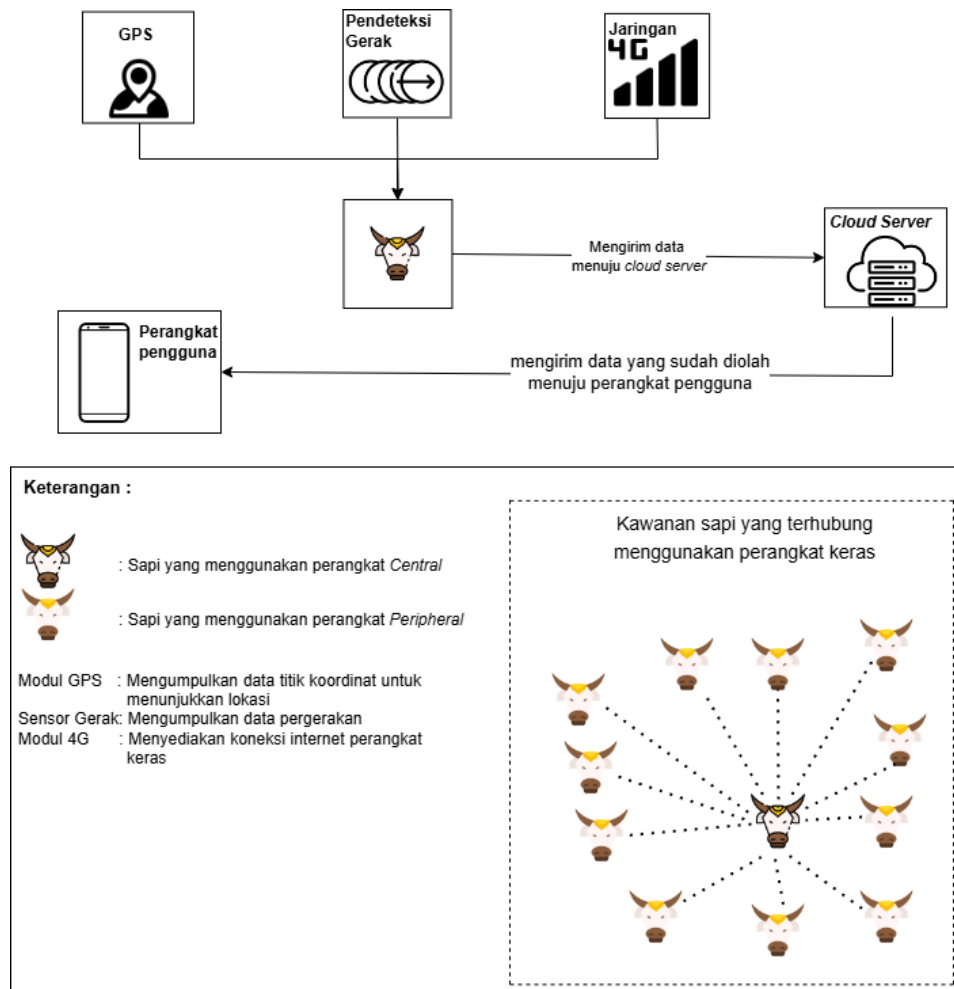 GPS
Pendeteksi
Gerak
Jaringan
4G
Cloud Server
Mengirim data
menuju cloud server
Perangkat
pengguna
mengirim data yang sudah diolah
menuju perangkat pengguna
Keterangan :
: Sapi yang menggunakan perangkat Central
: Sapi yang menggunakan perangkat Peripheral
Modul GPS : Mengumpulkan data titik koordinat untuk
menunjukkan lokasi
Sensor Gerak: Mengumpulkan data pergerakan
Modul 4G : Menyediakan koneksi internet perangkat
keras
Kawanan sapi yang terhubung
menggunakan perangkat keras